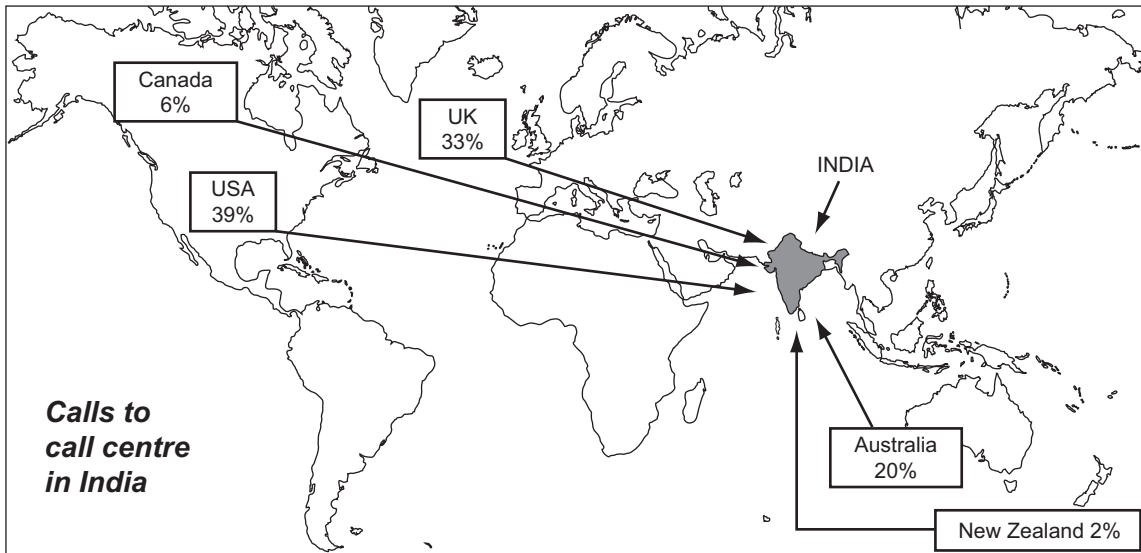 Canada
6%
UK
33%
USA
39%
INDIA
Calls to
call centre
in India
Australia
20%
New Zealand 2%